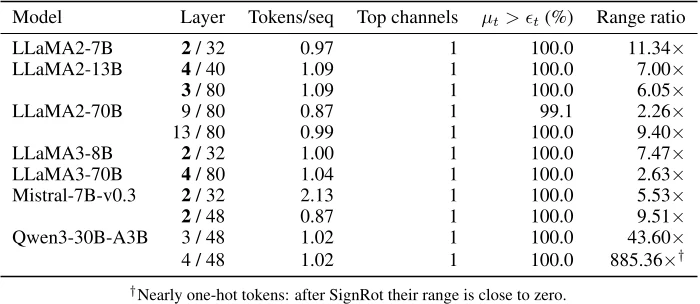 Model Layer Tokens/seq Top channels μt > ϵt (%) Range ratio
LLaMA2-7B 2 / 32 0.97 1 100.0 11.34×
LLaMA2-13B 4 / 40 1.09 1 100.0 7.00×
3 / 80 1.09 1 100.0 6.05×
LLaMA2-70B 9 / 80 0.87 1 99.1 2.26×
13 / 80 0.99 1 100.0 9.40×
LLaMA3-8B 2 / 32 1.00 1 100.0 7.47×
LLaMA3-70B 4 / 80 1.04 1 100.0 2.63×
Mistral-7B-v0.3 2 / 32 2.13 1 100.0 5.53×
2 / 48 0.87 1 100.0 9.51×
Qwen3-30B-A3B 3 / 48 1.02 1 100.0 43.60×
4 / 48 1.02 1 100.0 885.36×†
†Nearly one-hot tokens: after SignRot their range is close to zero.